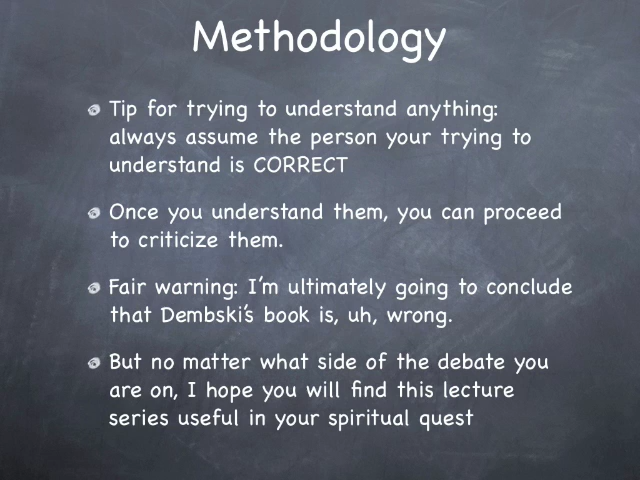 Methodology
Tip for trying to understand anything:
always assume the person your trying to
understand is CORRECT
Once you understand them, you can proceed
to criticize them.
Fair warning: I'm ultimately going to conclude
that Dembski's book is, uh, wrong.
But no matter what side of the debate you
are on, I hope you will find this lecture
series useful in your spiritual quest